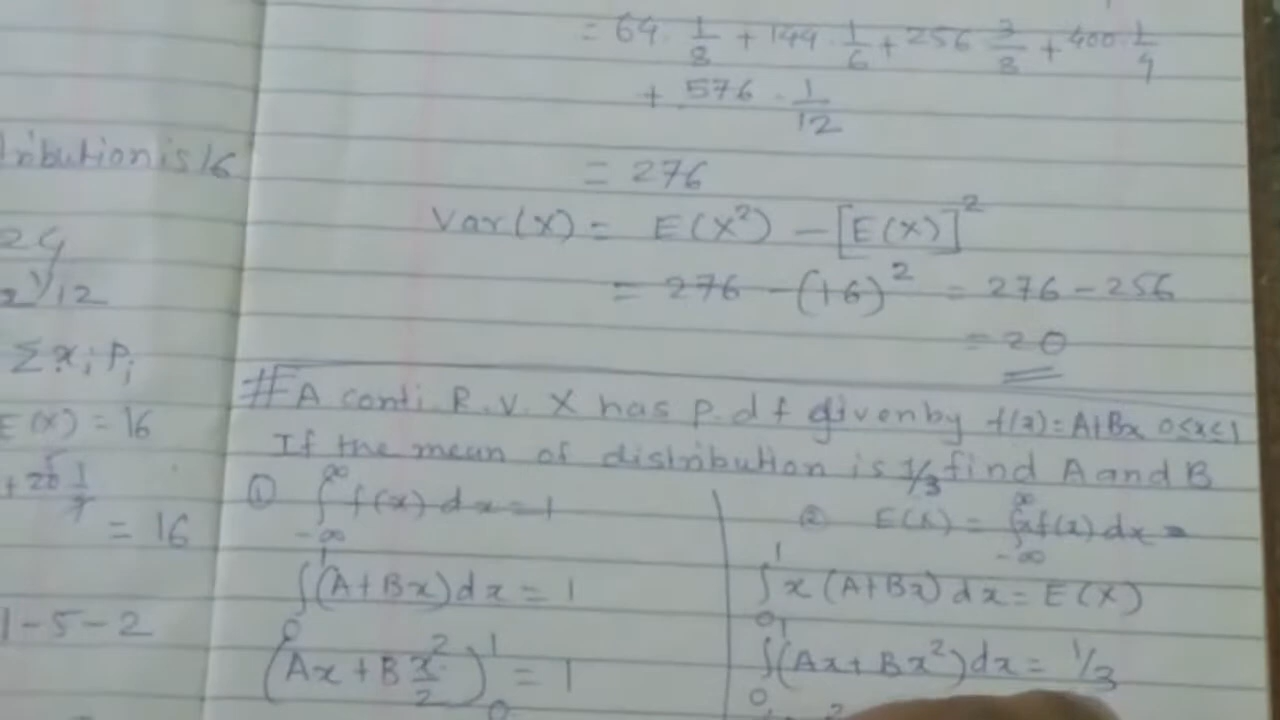 tribution is 16
24
1/12
Σ xi Pi
E(X) = 16
+ 20 1/4
= 16
1 - 5 - 2
= 64 · 1/8 + 144 · 1/6 + 256 3/8 + 400 · 1/4
+ 576 · 1/12
= 276
Var(X) = E(X²) - [E(X)]²
= 276 - (16)² = 276 - 256
= 20
# A conti. R.V. X has p.d f given by f(x) = A+Bx 0≤x≤1
If the mean of distribution is 1/3 find A and B
① ∫_{-∞}^{∞} f(x) dx = 1
∫_0^1 (A+Bx) dx = 1
(Ax + B x²/2)_0^1 = 1
② E(X) = ∫_{-∞}^{∞} x f(x) dx =
∫_0^1 x (A+Bx) dx = E(X)
∫_0^1 (Ax + Bx²) dx = 1/3